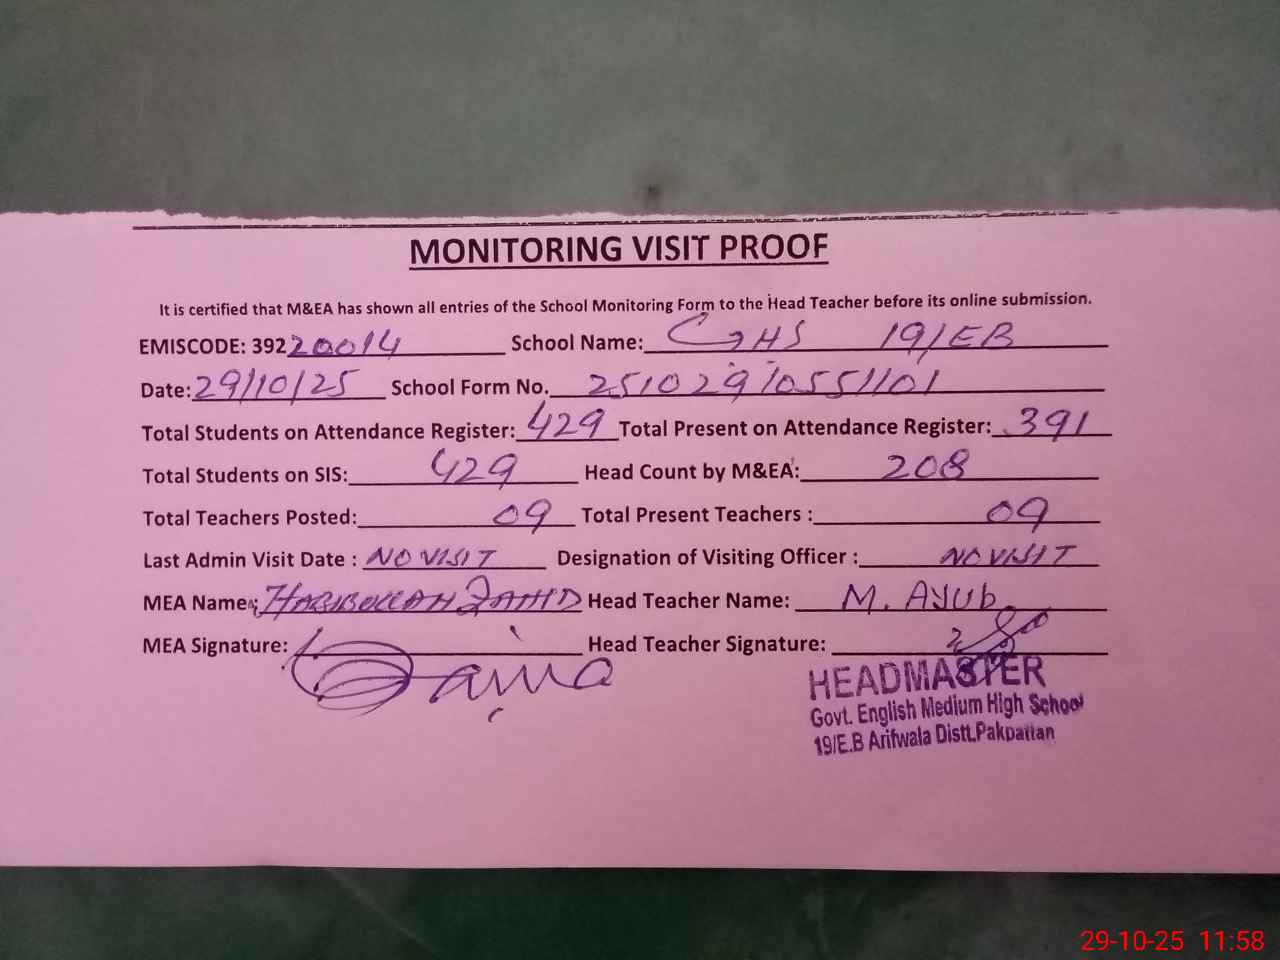 MONITORING VISIT PROOF
It is certified that M&EA has shown all entries of the School Monitoring Form to the Head Teacher before its online submission.
EMISCODE: 39220014 School Name: GHS 19/EB
Date: 29/10/25 School Form No. 25102910551101
Total Students on Attendance Register: 429 Total Present on Attendance Register: 391
Total Students on SIS: 429 Head Count by M&EA: 208
Total Teachers Posted: 09 Total Present Teachers : 09
Last Admin Visit Date : NO VISIT Designation of Visiting Officer : NO VISIT
MEA Name: HABIBULLAH ZAHID Head Teacher Name: M. Ayub
MEA Signature: Head Teacher Signature:
HEADMASTER
Govt. English Medium High School
19/E.B Arifwala Distt.Pakpattan
29-10-25 11:58